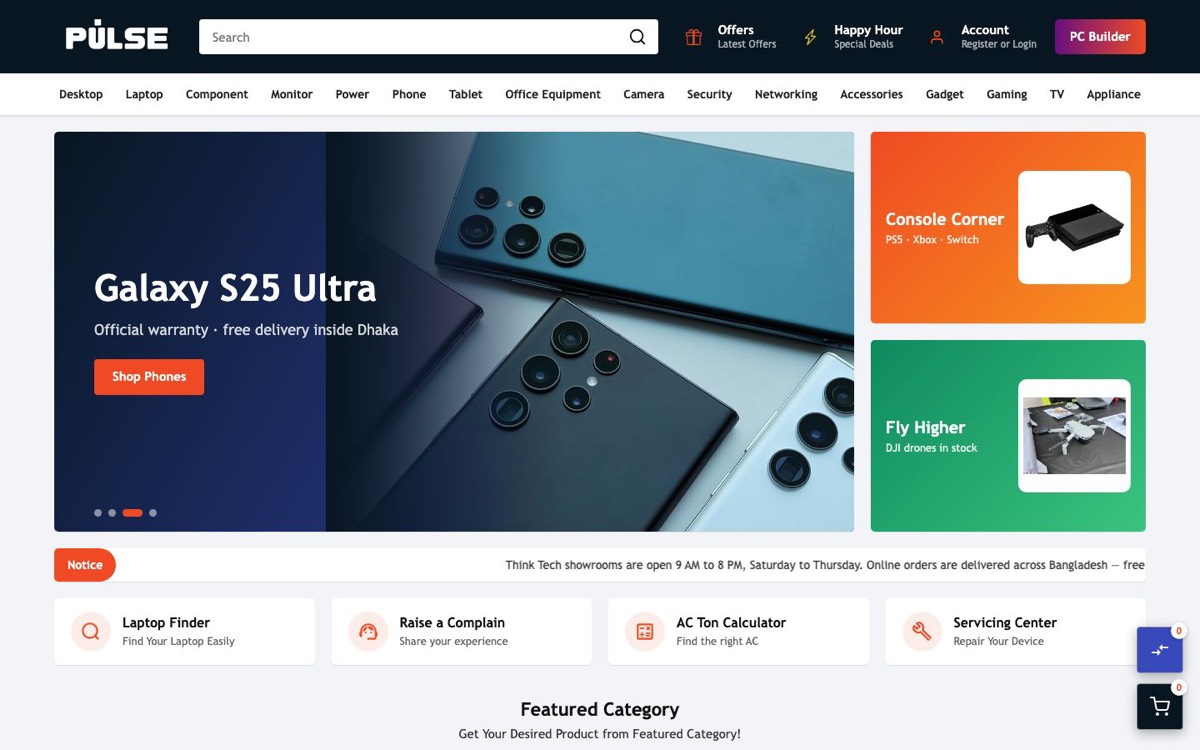 PULSE
Search
Offers
Latest Offers
Happy Hour
Special Deals
Account
Register or Login
PC Builder
Desktop Laptop Component Monitor Power Phone Tablet Office Equipment Camera Security Networking Accessories Gadget Gaming TV Appliance
Galaxy S25 Ultra
Official warranty · free delivery inside Dhaka
Shop Phones
Console Corner
PS5 · Xbox · Switch
Fly Higher
DJI drones in stock
Notice
Think Tech showrooms are open 9 AM to 8 PM, Saturday to Thursday. Online orders are delivered across Bangladesh — free
Laptop Finder
Find Your Laptop Easily
Raise a Complain
Share your experience
AC Ton Calculator
Find the right AC
Servicing Center
Repair Your Device
0
0
Featured Category
Get Your Desired Product from Featured Category!